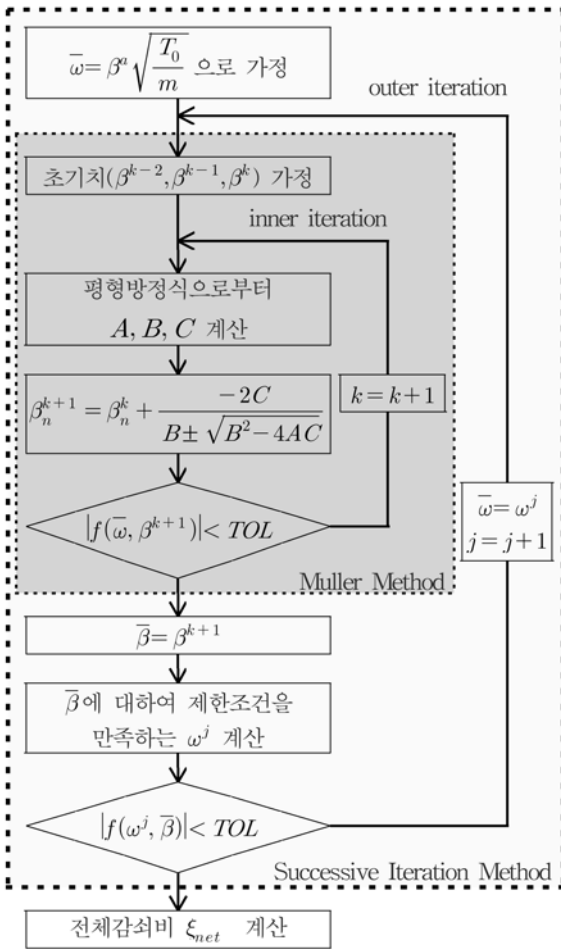 ω̅ = β^a √(T_0/m) 으로 가정
outer iteration
초기치(β^{k-2}, β^{k-1}, β^k) 가정
inner iteration
평형방정식으로부터
A, B, C 계산
β_n^{k+1} = β_n^k + (-2C)/(B ± √(B^2 - 4AC))
k = k+1
|f(ω̅, β^{k+1})| < TOL
ω̅ = ω^j
j = j+1
Muller Method
β̅ = β^{k+1}
β̅에 대하여 제한조건을
만족하는 ω^j 계산
|f(ω^j, β̅)| < TOL
Successive Iteration Method
전체감쇠비 ξ_{net} 계산